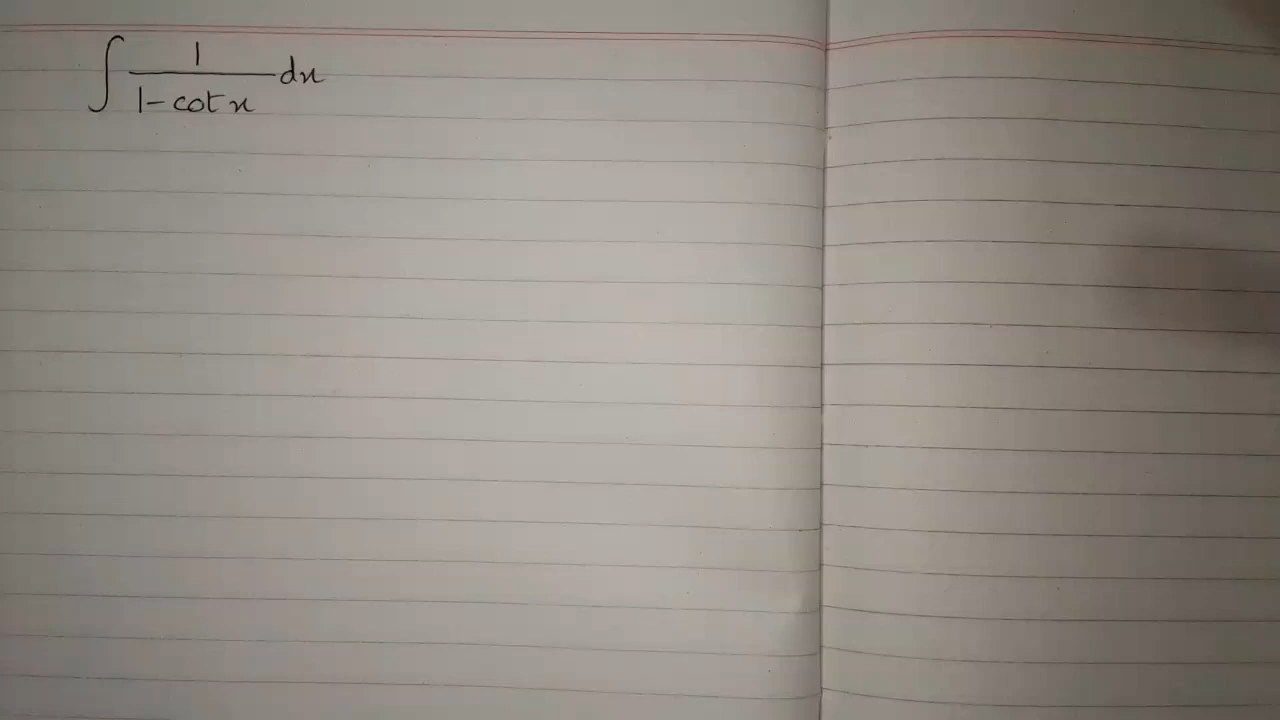 ∫ 1/(1-cot x) dx